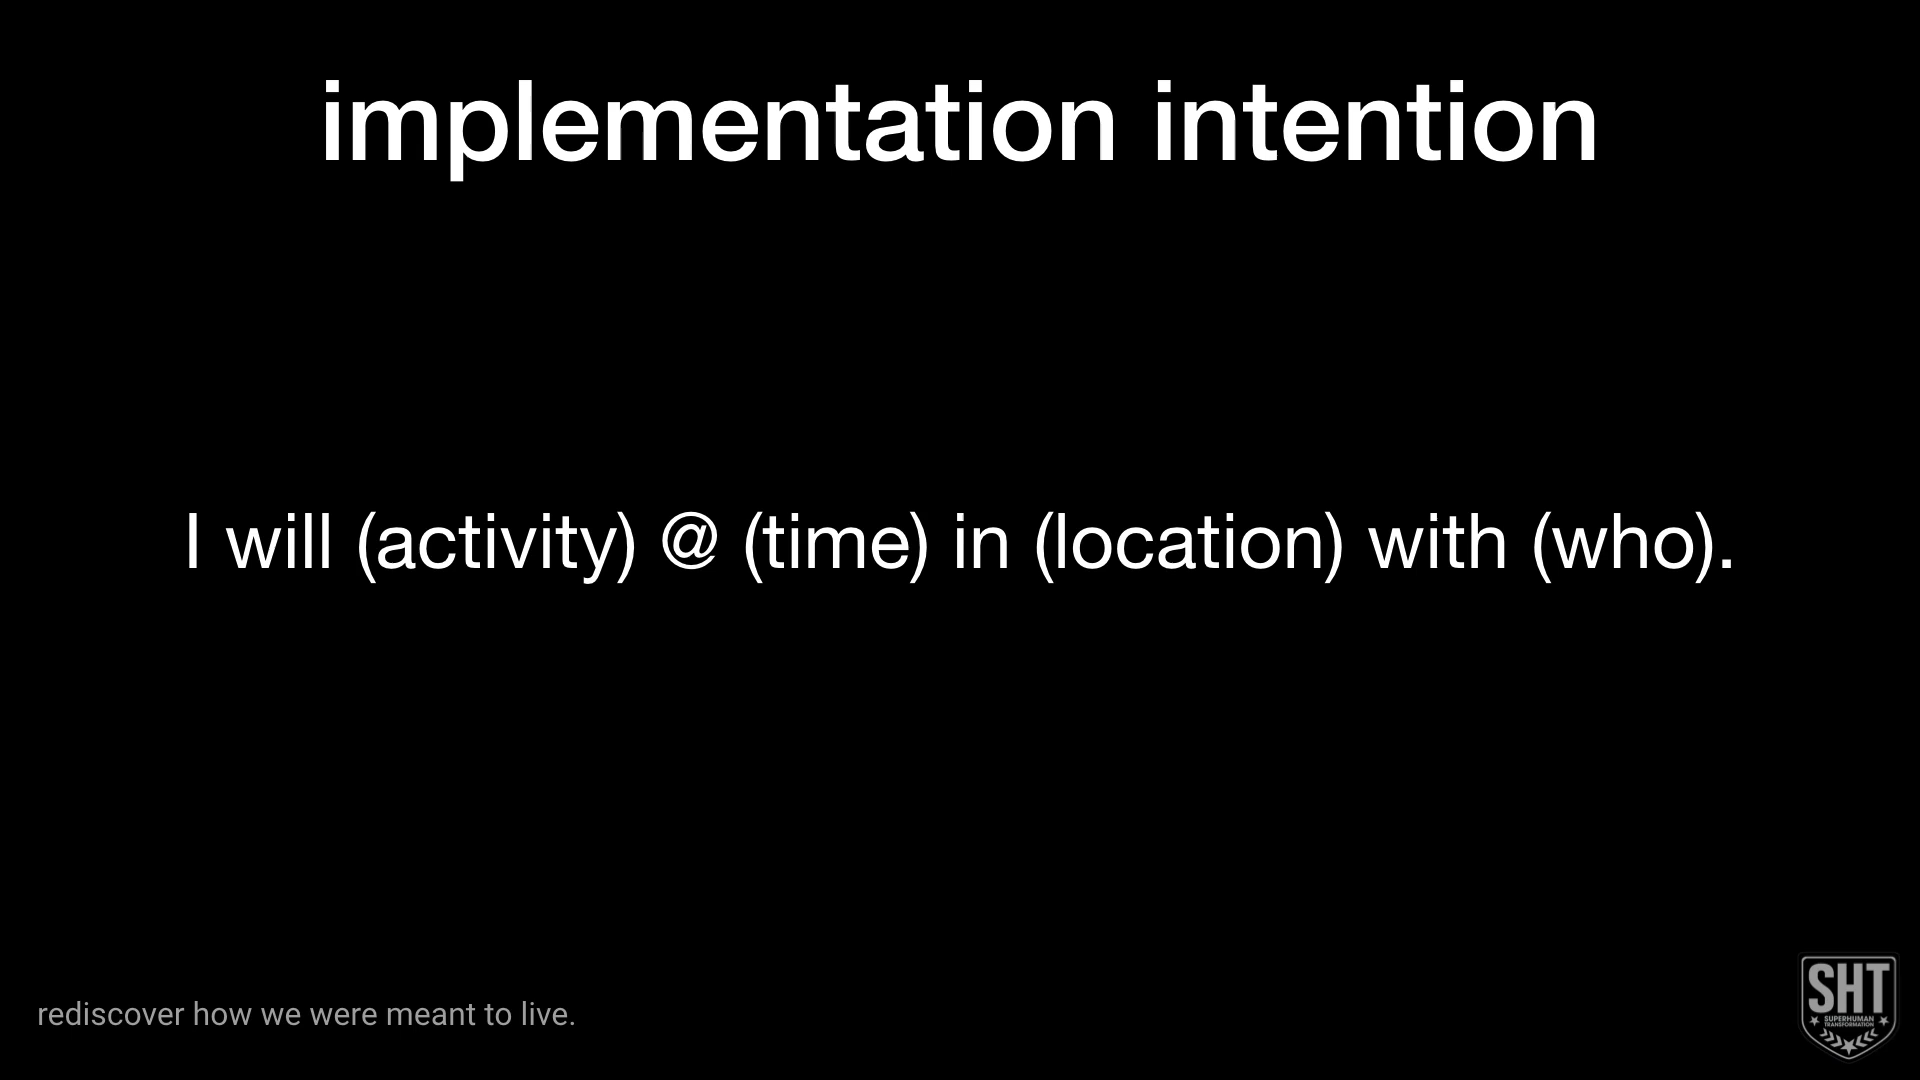 implementation intention
I will (activity) @ (time) in (location) with (who).
rediscover how we were meant to live.
SHT
SUPERHUMAN
TRANSFORMATION